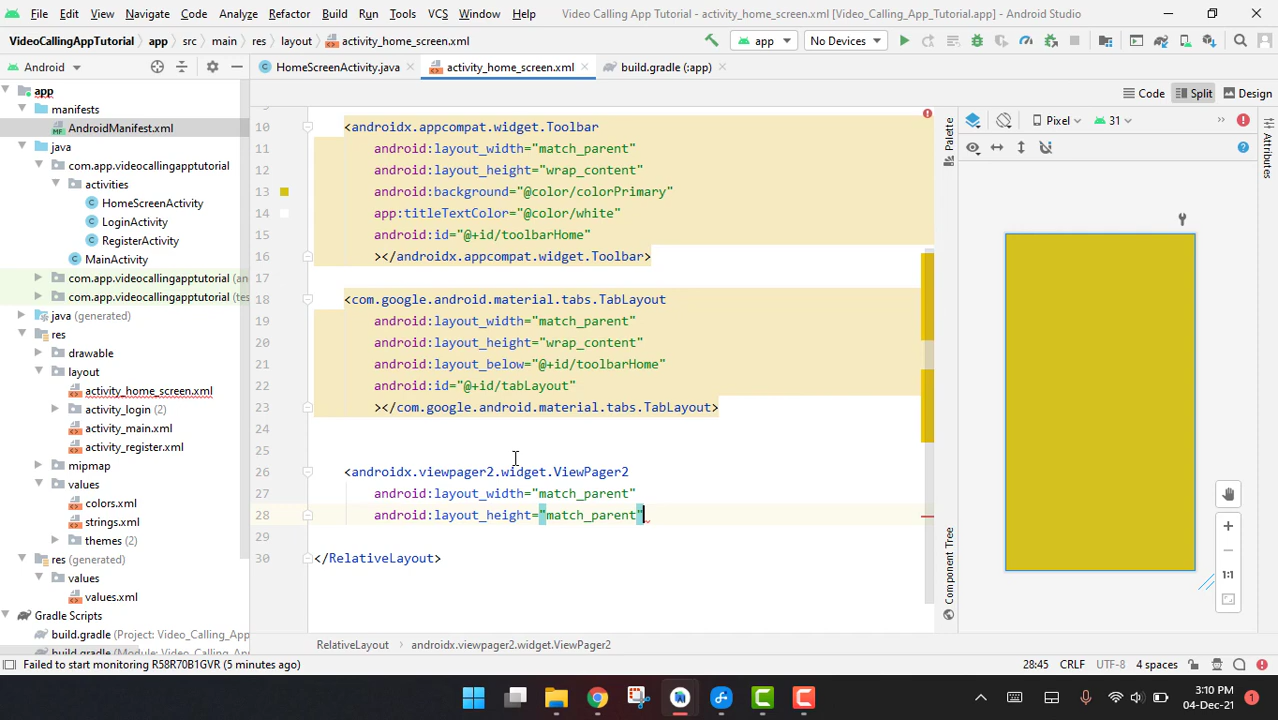 File Edit View Navigate Code Analyze Refactor Build Run Tools VCS Window Help Video Calling App Tutorial - activity_home_screen.xml [Video_Calling_App_Tutorial.app] - Android Studio
VideoCallingAppTutorial app src main res layout activity_home_screen.xml app No Devices
Android HomeScreenActivity.java activity_home_screen.xml build.gradle (:app)
Code Split Design
app
manifests
AndroidManifest.xml
java
com.app.videocallingapptutorial
activities
HomeScreenActivity
LoginActivity
RegisterActivity
MainActivity
com.app.videocallingapptutorial (an
com.app.videocallingapptutorial (tes
java (generated)
res
drawable
layout
activity_home_screen.xml
activity_login (2)
activity_main.xml
activity_register.xml
mipmap
values
colors.xml
strings.xml
themes (2)
res (generated)
values
values.xml
Gradle Scripts
build.gradle (Project: Video_Calling_App
build.gradle (Module: Video_Calling_App
9
10 <androidx.appcompat.widget.Toolbar
11 android:layout_width="match_parent"
12 android:layout_height="wrap_content"
13 android:background="@color/colorPrimary"
14 app:titleTextColor="@color/white"
15 android:id="@+id/toolbarHome"
16 ></androidx.appcompat.widget.Toolbar>
17
18 <com.google.android.material.tabs.TabLayout
19 android:layout_width="match_parent"
20 android:layout_height="wrap_content"
21 android:layout_below="@+id/toolbarHome"
22 android:id="@+id/tabLayout"
23 ></com.google.android.material.tabs.TabLayout>
24
25
26 <androidx.viewpager2.widget.ViewPager2
27 android:layout_width="match_parent"
28 android:layout_height="match_parent"
29
30 </RelativeLayout>
RelativeLayout androidx.viewpager2.widget.ViewPager2
Palette
Component Tree
Pixel 31
Attributes
1:1
Failed to start monitoring R58R70B1GVR (5 minutes ago) 28:45 CRLF UTF-8 4 spaces
3:10 PM
04-Dec-21
1